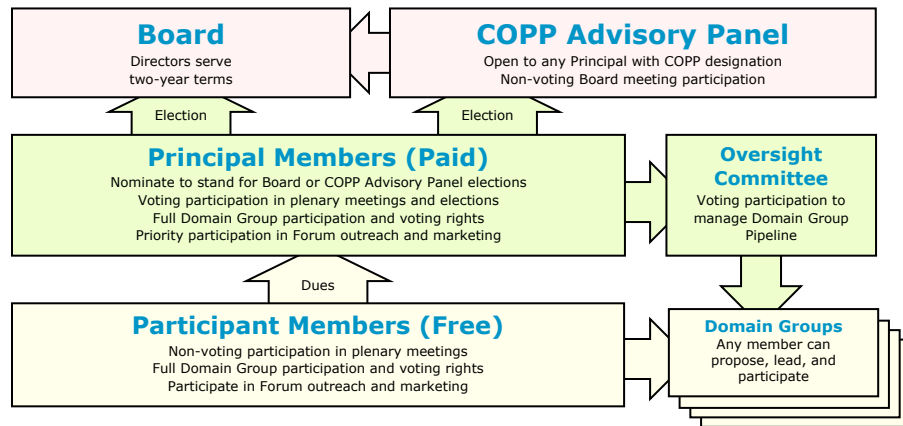 Board
Directors serve
two-year terms
COPP Advisory Panel
Open to any Principal with COPP designation
Non-voting Board meeting participation
Election
Election
Principal Members (Paid)
Nominate to stand for Board or COPP Advisory Panel elections
Voting participation in plenary meetings and elections
Full Domain Group participation and voting rights
Priority participation in Forum outreach and marketing
Oversight
Committee
Voting participation to
manage Domain Group
Pipeline
Dues
Participant Members (Free)
Non-voting participation in plenary meetings
Full Domain Group participation and voting rights
Participate in Forum outreach and marketing
Domain Groups
Any member can
propose, lead, and
participate